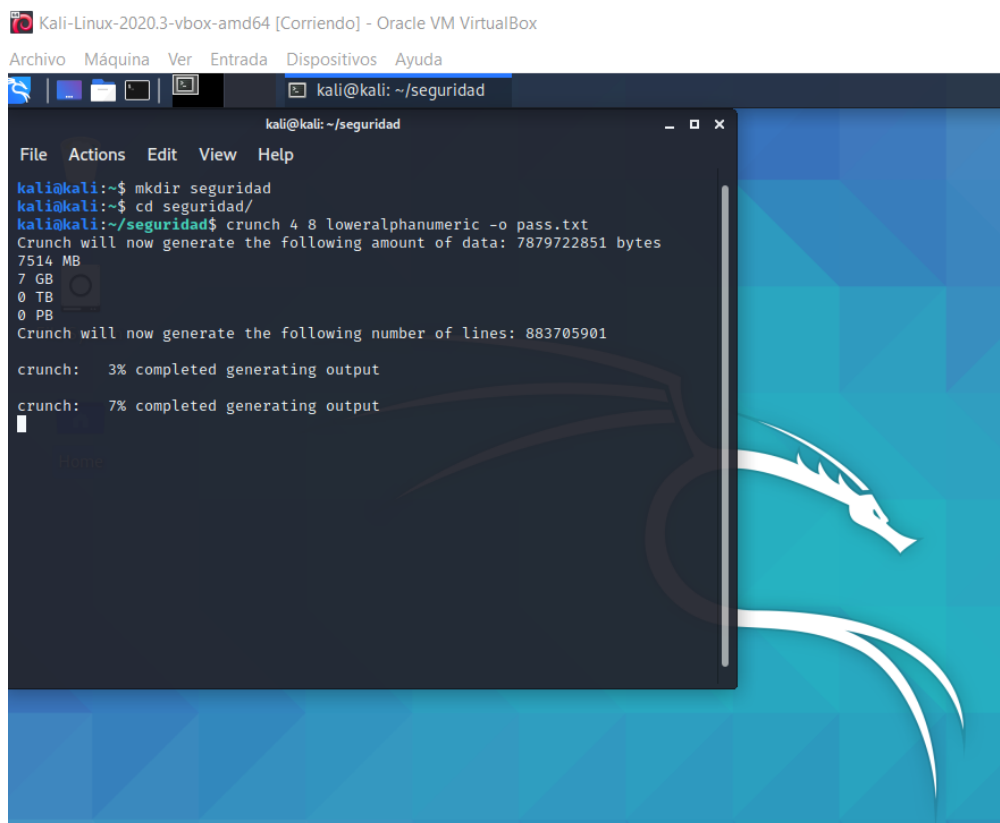 Kali-Linux-2020.3-vbox-amd64 [Corriendo] - Oracle VM VirtualBox
Archivo Máquina Ver Entrada Dispositivos Ayuda
kali@kali: ~/seguridad
kali@kali: ~/seguridad
File Actions Edit View Help
kali@kali:~$ mkdir seguridad
kali@kali:~$ cd seguridad/
kali@kali:~/seguridad$ crunch 4 8 loweralphanumeric -o pass.txt
Crunch will now generate the following amount of data: 7879722851 bytes
7514 MB
7 GB
0 TB
0 PB
Crunch will now generate the following number of lines: 883705901
crunch:   3% completed generating output
crunch:   7% completed generating output
Home